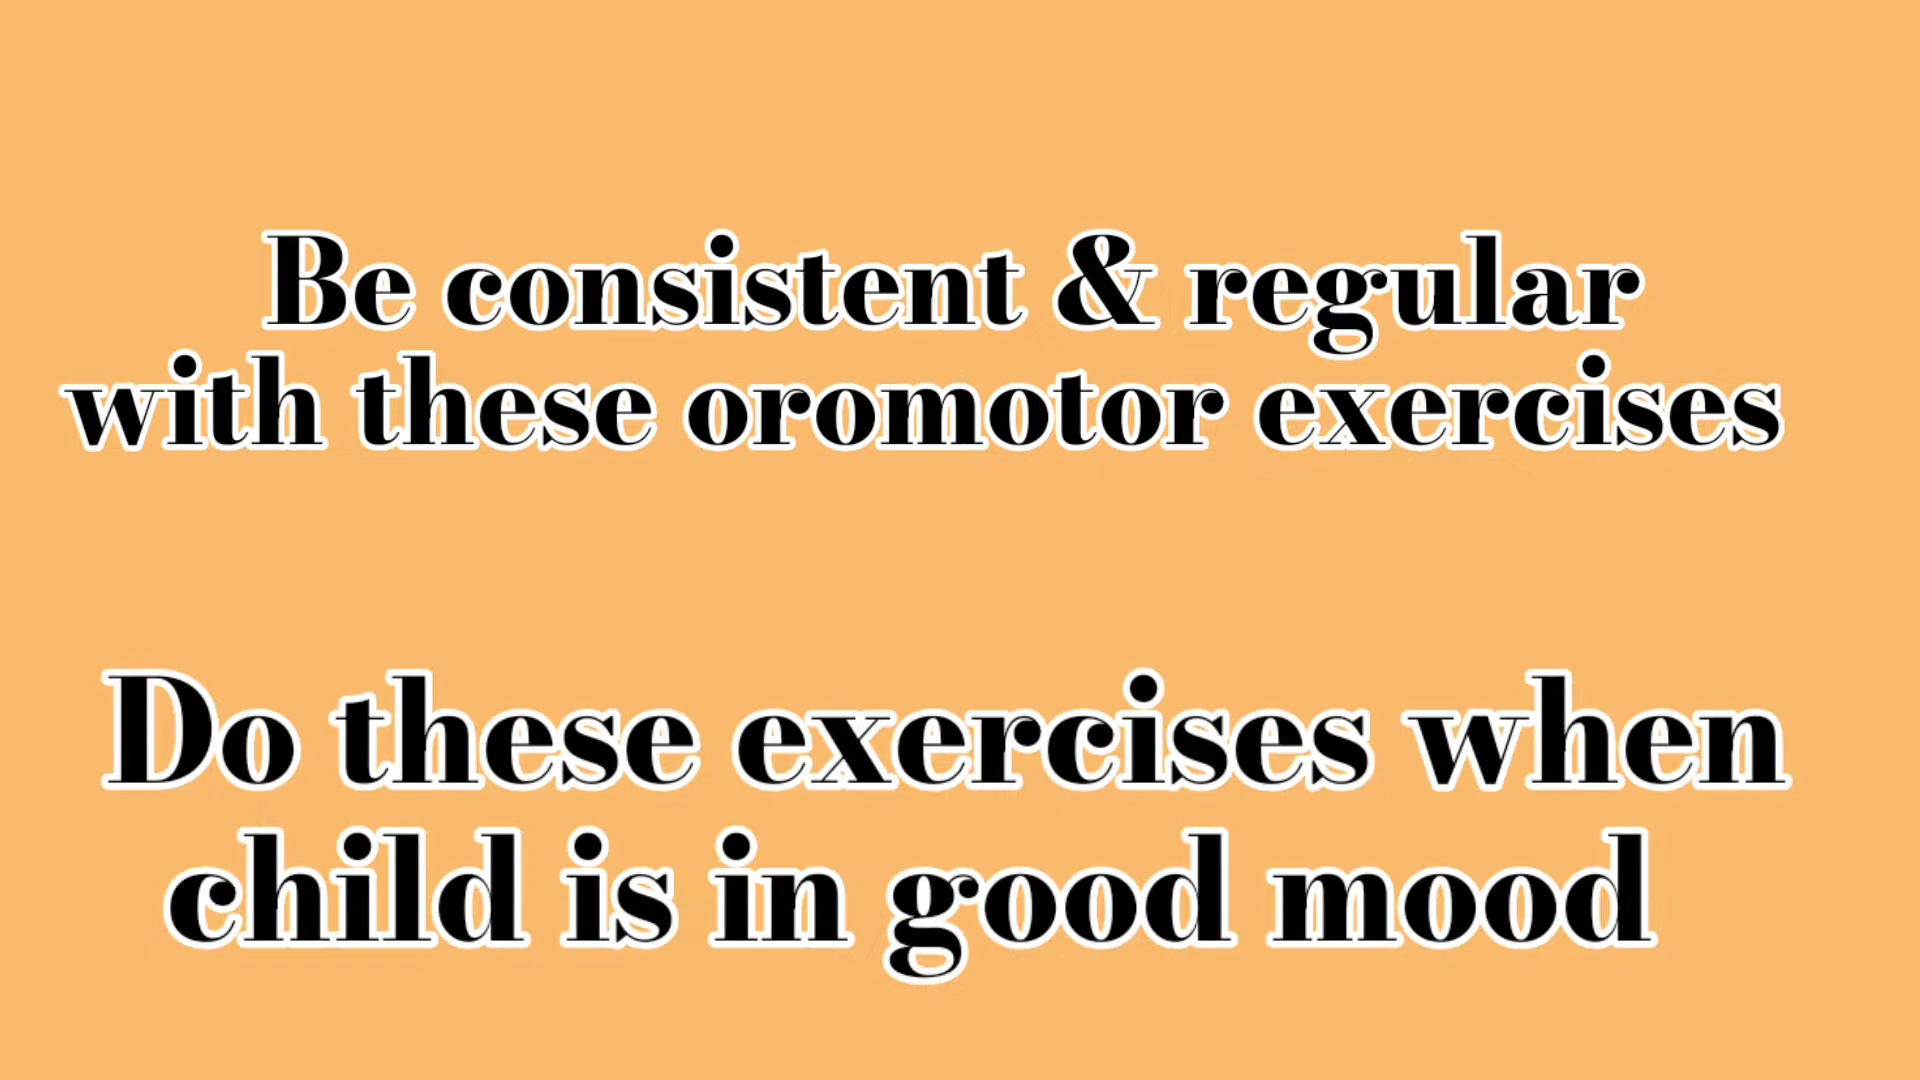 Be consistent & regular
with these oromotor exercises
Do these exercises when
child is in good mood